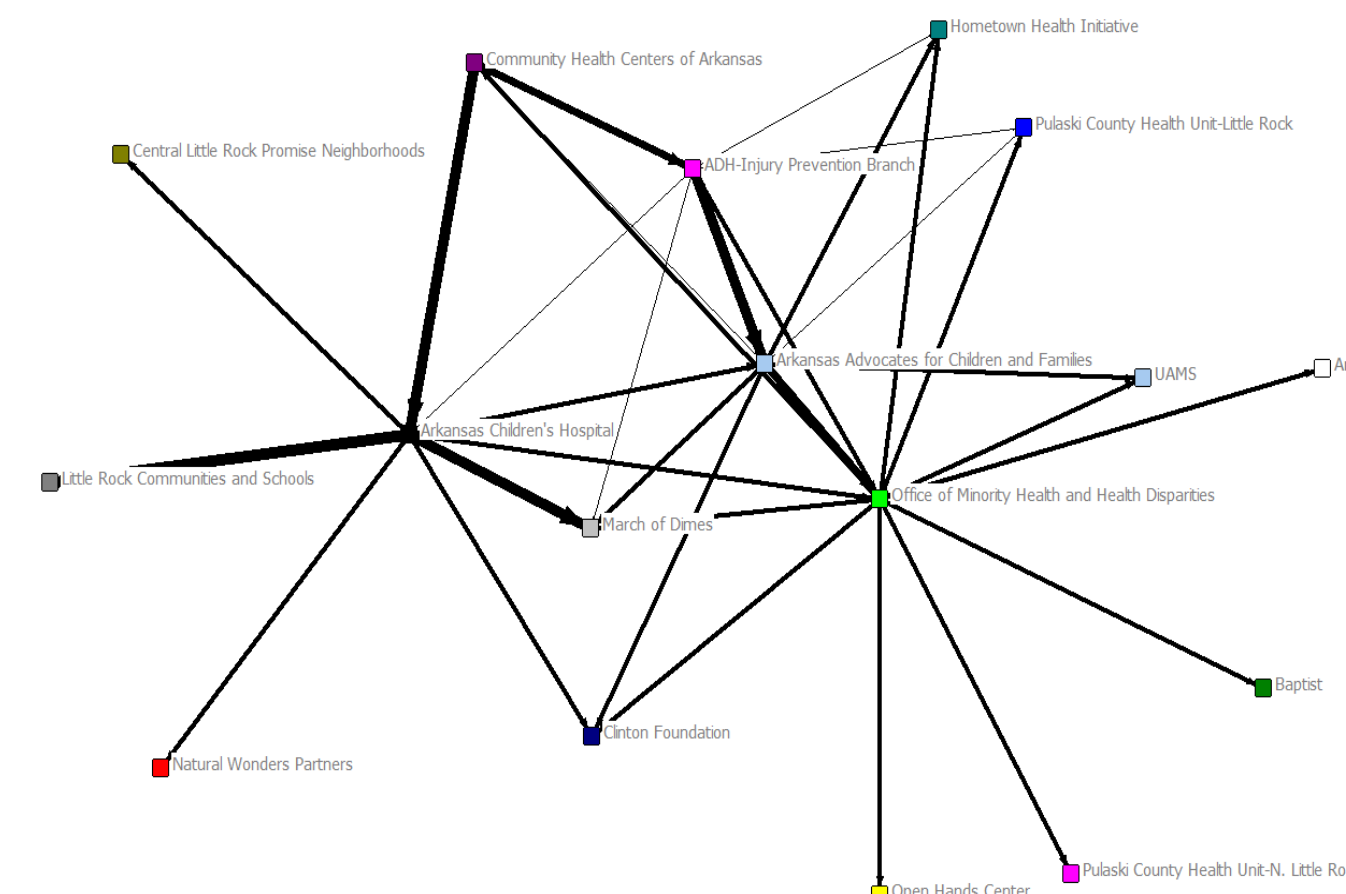 Hometown Health Initiative
Community Health Centers of Arkansas
Pulaski County Health Unit-Little Rock
Central Little Rock Promise Neighborhoods
ADH-Injury Prevention Branch
Arkansas Advocates for Children and Families
UAMS
Arkansas Children's Hospital
Little Rock Communities and Schools
Office of Minority Health and Health Disparities
March of Dimes
Baptist
Clinton Foundation
Natural Wonders Partners
Pulaski County Health Unit-N. Little
Open Hands Center